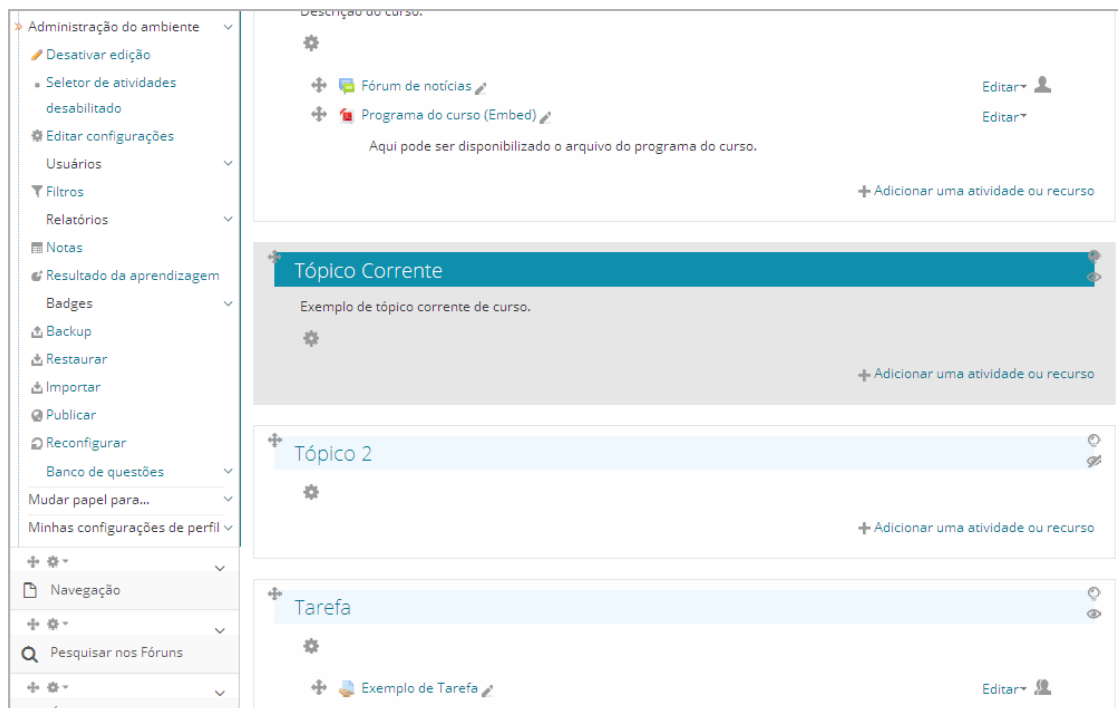 Administração do ambiente
Desativar edição
Seletor de atividades
desabilitado
Editar configurações
Usuários
Filtros
Relatórios
Notas
Resultado da aprendizagem
Badges
Backup
Restaurar
Importar
Publicar
Reconfigurar
Banco de questões
Mudar papel para...
Minhas configurações de perfil
Navegação
Pesquisar nos Fóruns
Descrição do curso.
Fórum de notícias
Editar
Programa do curso (Embed)
Editar
Aqui pode ser disponibilizado o arquivo do programa do curso.
Adicionar uma atividade ou recurso
Tópico Corrente
Exemplo de tópico corrente de curso.
Adicionar uma atividade ou recurso
Tópico 2
Adicionar uma atividade ou recurso
Tarefa
Exemplo de Tarefa
Editar